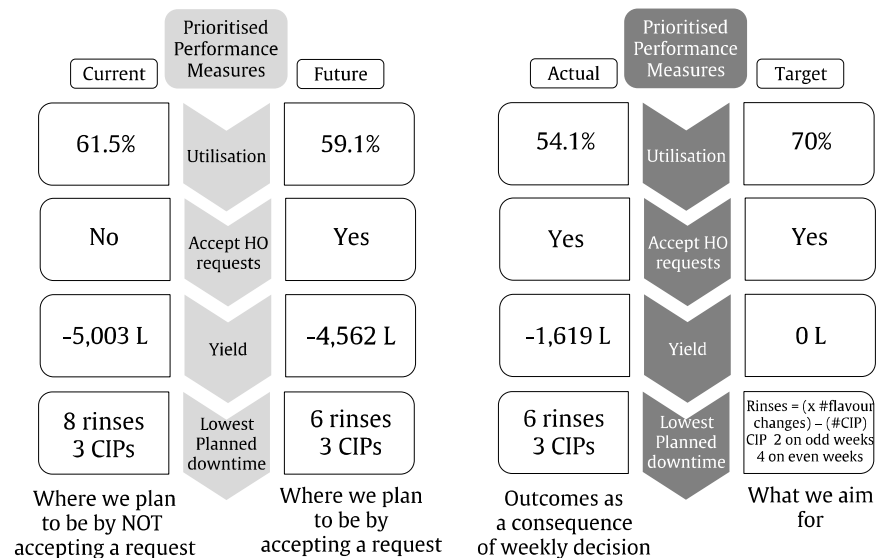 Prioritised
Performance
Measures
Current
Future
61.5%
Utilisation
59.1%
No
Accept HO
requests
Yes
-5,003 L
Yield
-4,562 L
8 rinses
3 CIPs
Lowest
Planned
downtime
6 rinses
3 CIPs
Where we plan
to be by NOT
accepting a request
Where we plan
to be by
accepting a request
Prioritised
Performance
Measures
Actual
Target
54.1%
Utilisation
70%
Yes
Accept HO
requests
Yes
-1,619 L
Yield
0 L
6 rinses
3 CIPs
Lowest
Planned
downtime
Rinses = (x #flavour
changes) – (#CIP)
CIP 2 on odd weeks
4 on even weeks
Outcomes as
a consequence
of weekly decision
What we aim
for